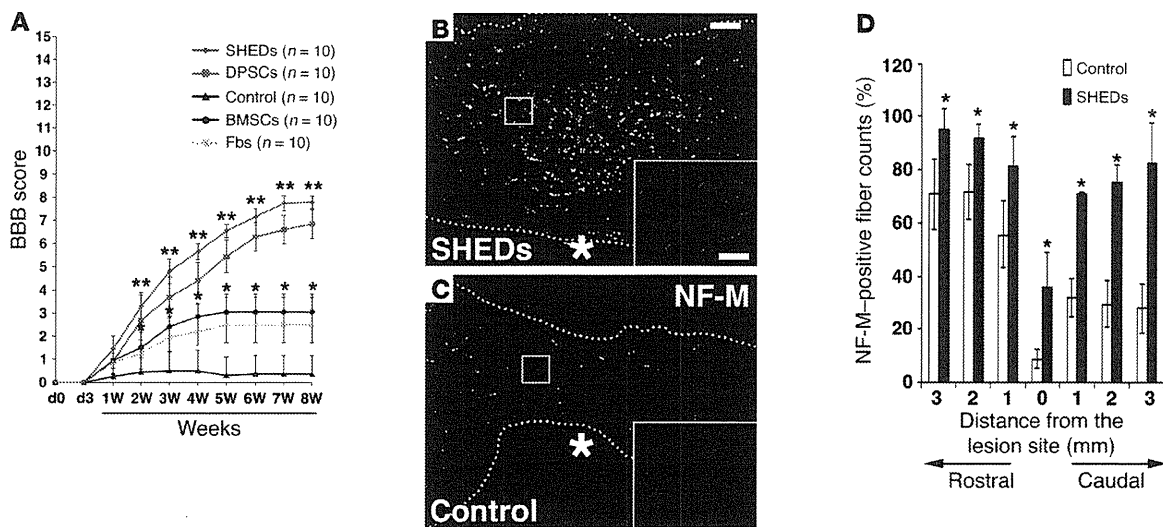 A
BBB score
15
14
13
12
11
10
9
8
7
6
5
4
3
2
1
0
SHEDs (n = 10)
DPSCs (n = 10)
Control (n = 10)
BMSCs (n = 10)
Fbs (n = 10)
** ** ** ** ** ** **
* * * * * * *
d0 d3 1W 2W 3W 4W 5W 6W 7W 8W
Weeks
B
SHEDs
*
C
NF-M
Control
*
D
NF-M–positive fiber counts (%)
120
100
80
60
40
20
0
Control
SHEDs
* * * * * * *
3 2 1 0 1 2 3
Distance from the
lesion site (mm)
Rostral Caudal